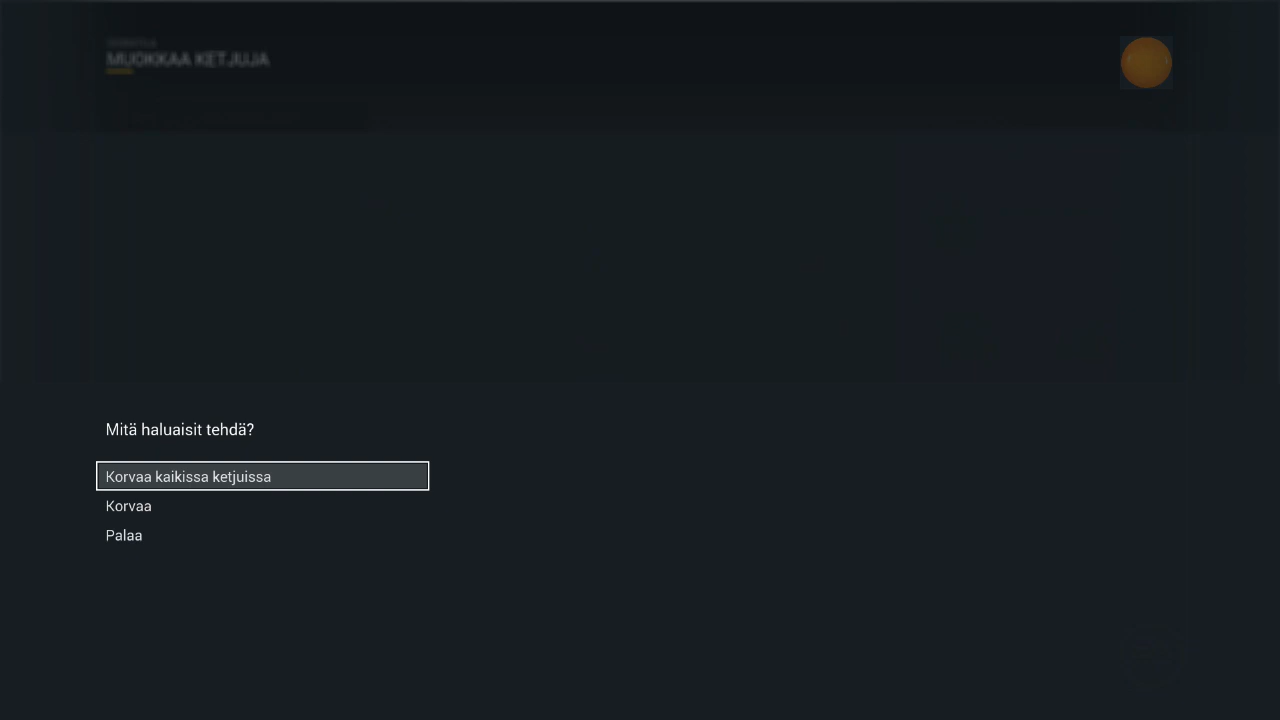 MUOKKAA KETJUJA
Mitä haluaisit tehdä?
Korvaa kaikissa ketjuissa
Korvaa
Palaa